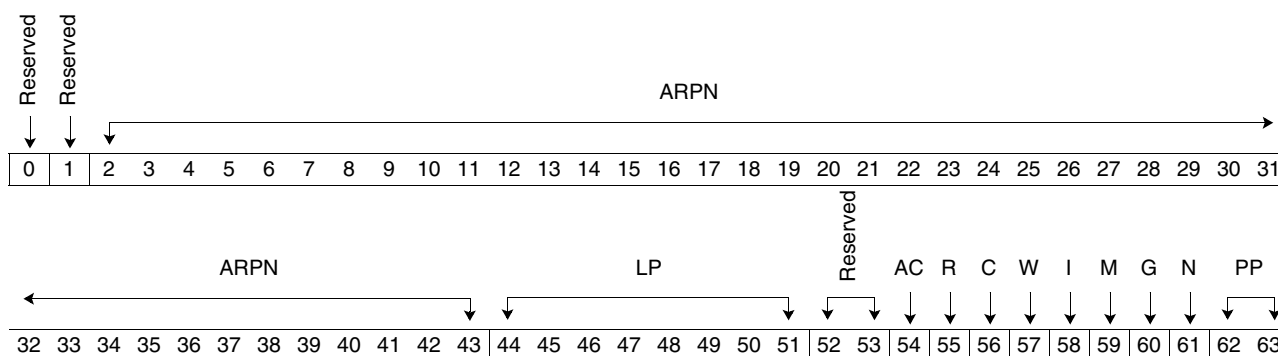 Reserved Reserved
ARPN
0 1 2 3 4 5 6 7 8 9 10 11 12 13 14 15 16 17 18 19 20 21 22 23 24 25 26 27 28 29 30 31
Reserved
ARPN LP AC R C W I M G N PP
32 33 34 35 36 37 38 39 40 41 42 43 44 45 46 47 48 49 50 51 52 53 54 55 56 57 58 59 60 61 62 63